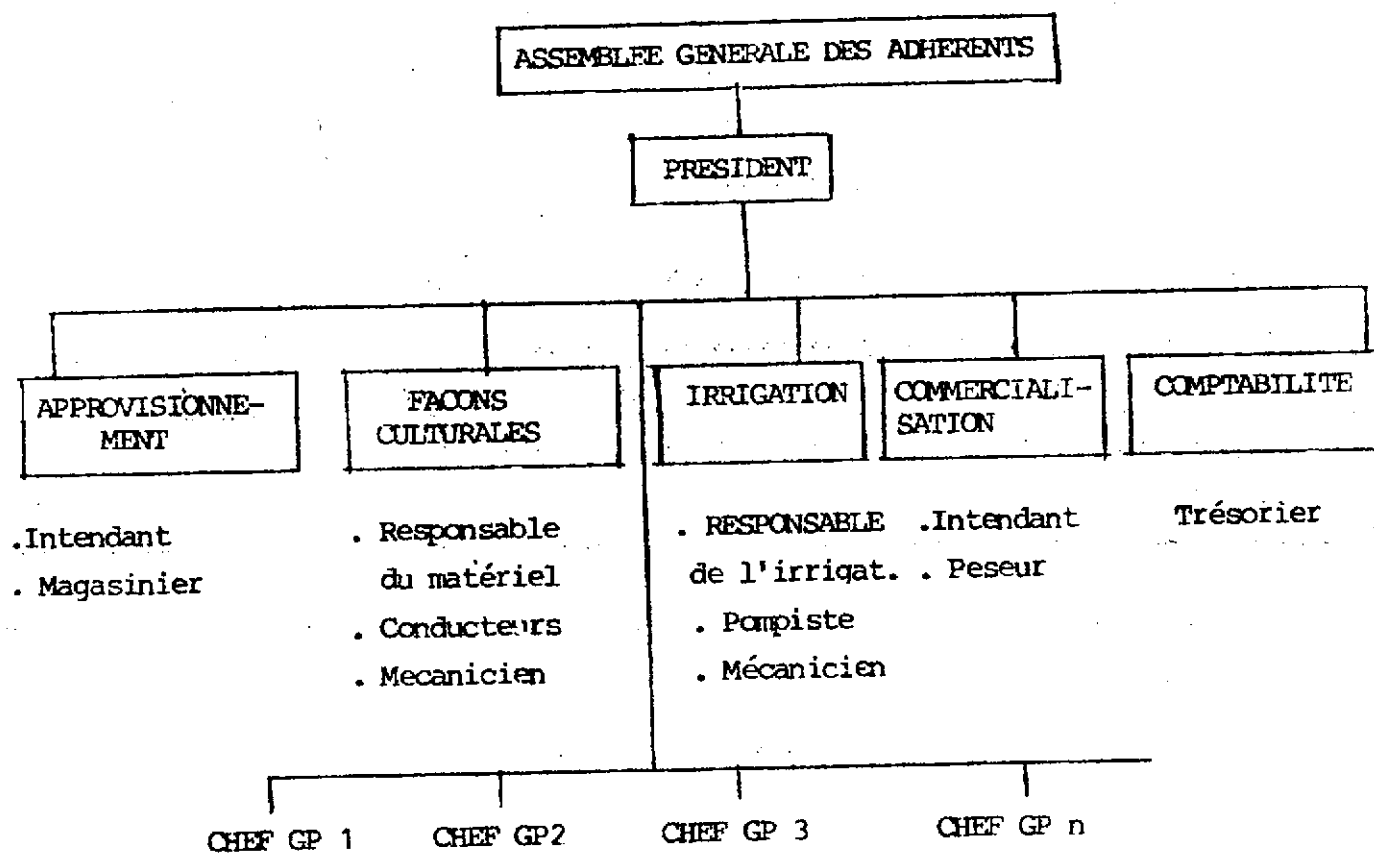 ASSEMBLEE GENERALE DES ADHERENTS
PRESIDENT
APPROVISIONNE-
MENT
FACONS
CULTURALES
IRRIGATION
COMMERCIALI-
SATION
COMPTABILITE
.Intendant
. Magasinier
. Responsable
du matériel
. Conducteurs
. Mecanicien
. RESPONSABLE
de l'irrigat.
. Pompiste
. Mécanicien
.Intendant
. Peseur
Trésorier
CHEF GP 1
CHEF GP2
CHEF GP 3
CHEF GP n